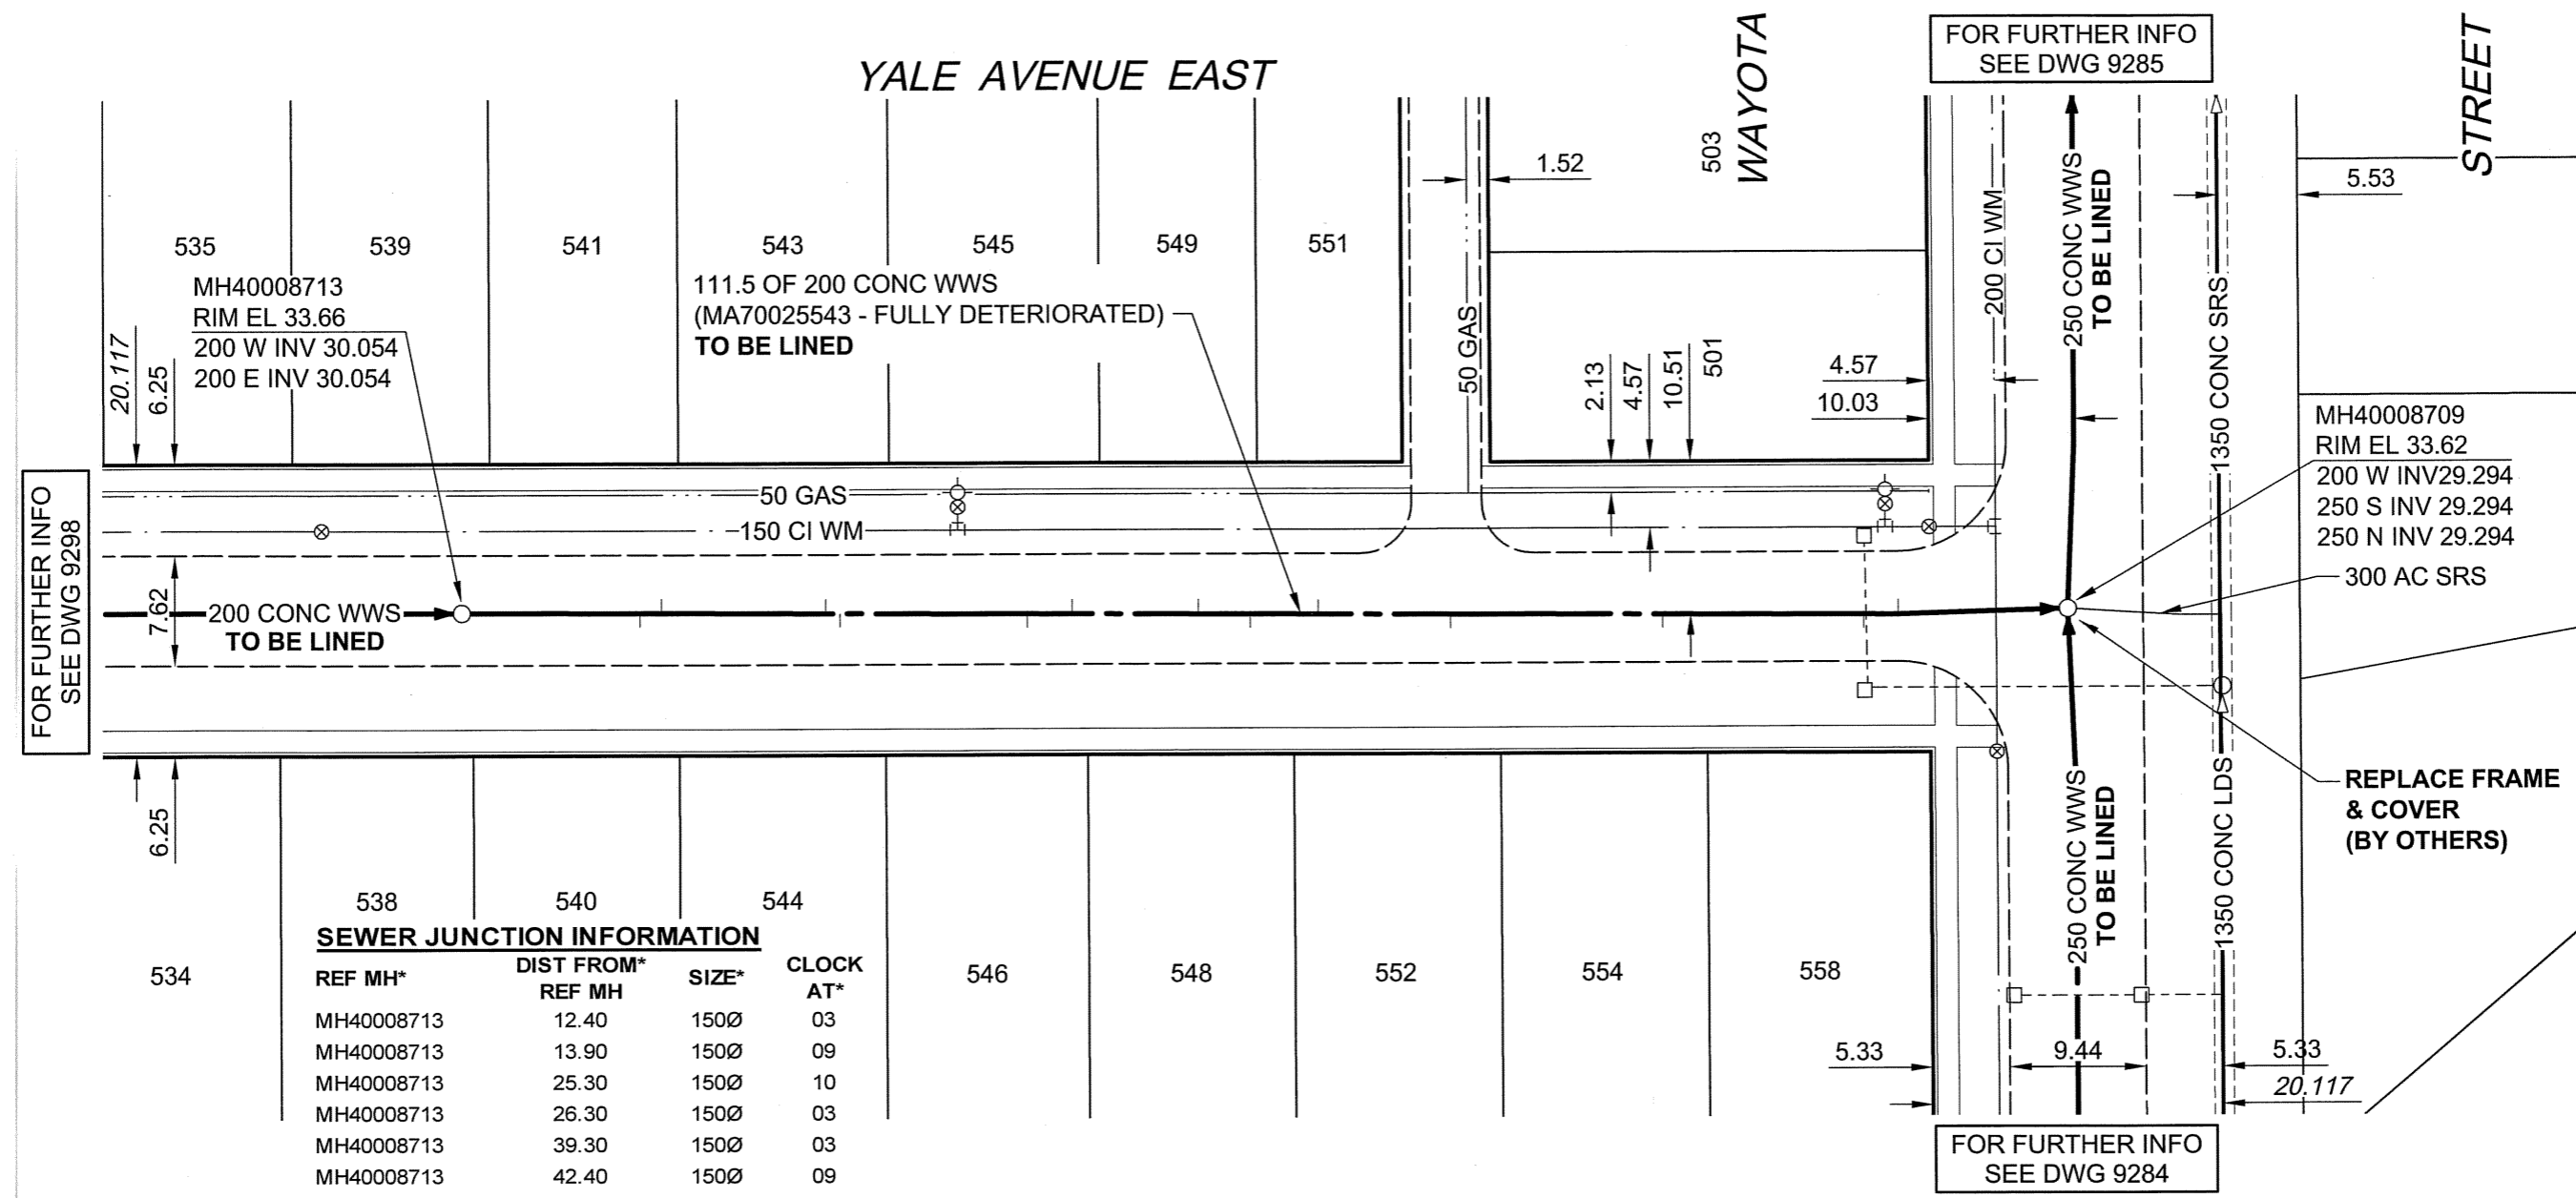 YALE AVENUE EAST
WAYOTA
STREET
FOR FURTHER INFO
SEE DWG 9285
503
1.52
5.53
535
539
541
543
545
549
551
MH40008713
RIM EL 33.66
200 W INV 30.054
200 E INV 30.054
111.5 OF 200 CONC WWS
(MA70025543 - FULLY DETERIORATED)
TO BE LINED
20.117
6.25
50 GAS
2.13
4.57
10.51
501
4.57
10.03
200 CI WM
250 CONC WWS
TO BE LINED
1350 CONC SRS
MH40008709
RIM EL 33.62
200 W INV29.294
250 S INV 29.294
250 N INV 29.294
300 AC SRS
FOR FURTHER INFO
SEE DWG 9298
50 GAS
150 CI WM
7.62
200 CONC WWS
TO BE LINED
6.25
REPLACE FRAME
& COVER
(BY OTHERS)
250 CONC WWS
TO BE LINED
1350 CONC LDS
534
538
540
544
546
548
552
554
558
SEWER JUNCTION INFORMATION
REF MH* DIST FROM* REF MH SIZE* CLOCK AT*
MH40008713 12.40 150Ø 03
MH40008713 13.90 150Ø 09
MH40008713 25.30 150Ø 10
MH40008713 26.30 150Ø 03
MH40008713 39.30 150Ø 03
MH40008713 42.40 150Ø 09
5.33
9.44
5.33
20.117
FOR FURTHER INFO
SEE DWG 9284